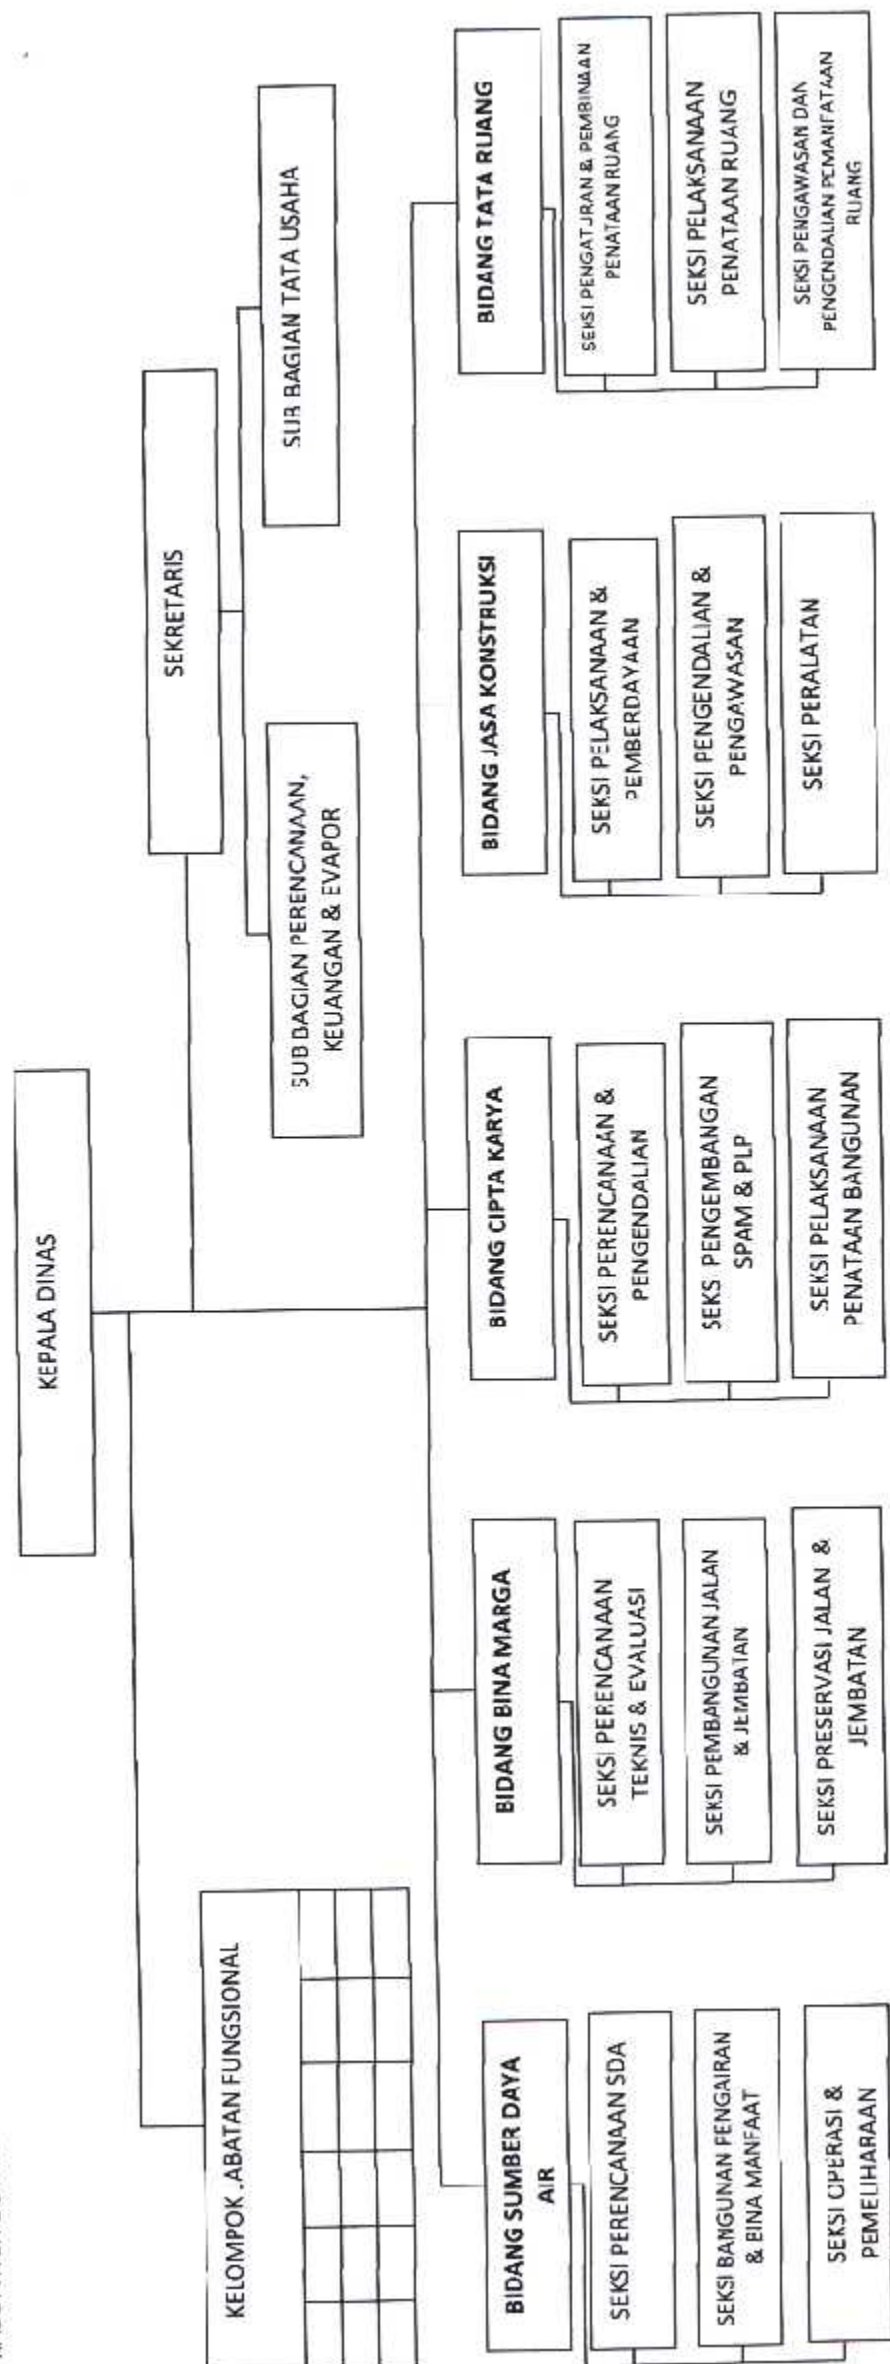 KEPALA DINAS
SEKRETARIS
SUB BAGIAN PERENCANAAN,
KEUANGAN & EVAPOR
SUB BAGIAN TATA USAHA
KELOMPOK JABATAN FUNGSIONAL
BIDANG SUMBER DAYA
AIR
SEKSI PERENCANAAN SDA
SEKSI BANGUNAN PENGAIRAN
& BINA MANFAAT
SEKSI OPERASI &
PEMELIHARAAN
BIDANG BINA MARGA
SEKSI PERENCANAAN
TEKNIS & EVALUASI
SEKSI PEMBANGUNAN JALAN
& JEMBATAN
SEKSI PRESERVASI JALAN &
JEMBATAN
BIDANG CIPTA KARYA
SEKSI PERENCANAAN &
PENGENDALIAN
SEKS PENGEMBANGAN
SPAM & PLP
SEKSI PELAKSANAAN
PENATAAN BANGUNAN
BIDANG JASA KONSTRUKSI
SEKSI PELAKSANAAN &
PEMBERDAYAAN
SEKSI PENGENDALIAN &
PENGAWASAN
SEKSI PERALATAN
BIDANG TATA RUANG
SEKSI PENGATURAN & PEMBINAAN
PENATAAN RUANG
SEKSI PELAKSANAAN
PENATAAN RUANG
SEKSI PENGAWASAN DAN
PENGENDALIAN PEMANFATAAN
RUANG